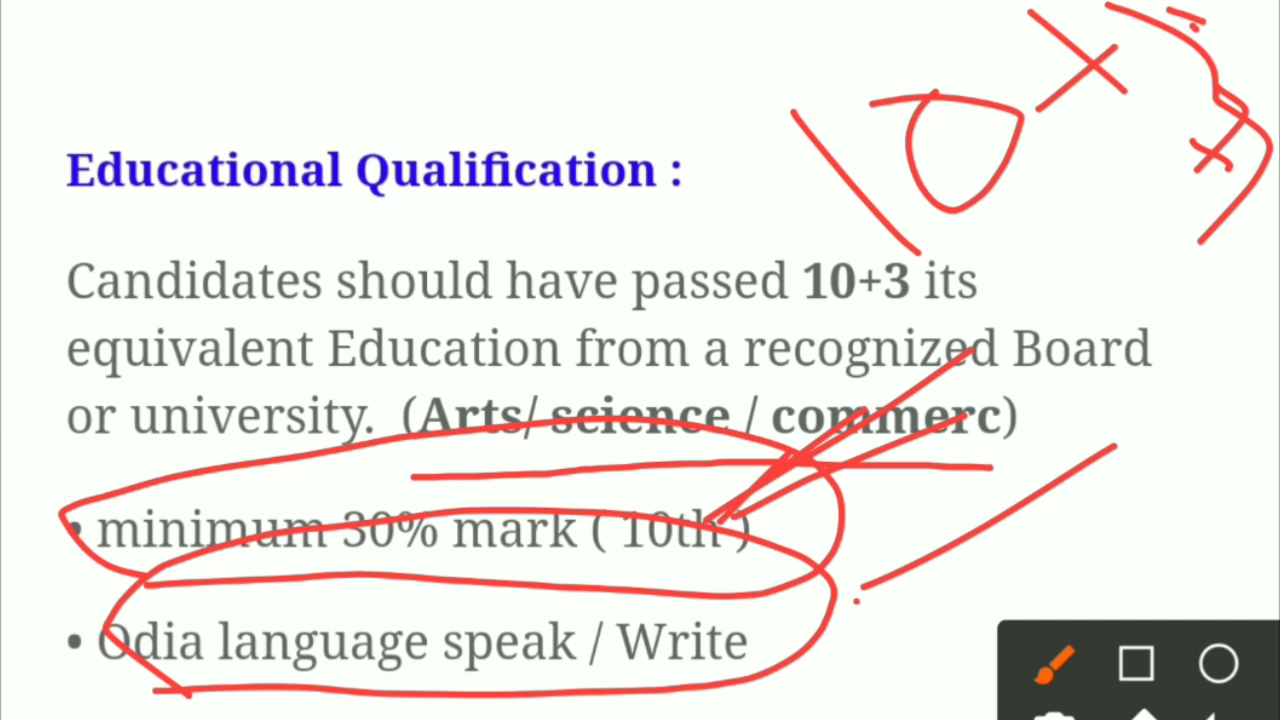 Educational Qualification :
Candidates should have passed 10+3 its
equivalent Education from a recognized Board
or university. (Arts/ science / commerc)
• minimum 30% mark ( 10th )
• Odia language speak / Write